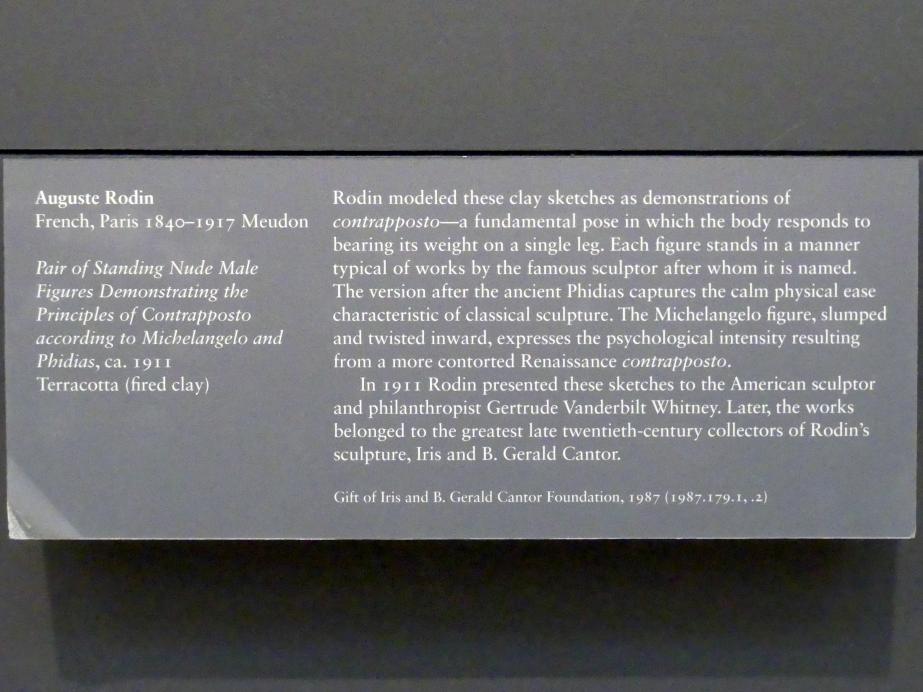 Auguste Rodin
French, Paris 1840–1917 Meudon
Pair of Standing Nude Male
Figures Demonstrating the
Principles of Contrapposto
according to Michelangelo and
Phidias, ca. 1911
Terracotta (fired clay)
Rodin modeled these clay sketches as demonstrations of
contrapposto—a fundamental pose in which the body responds to
bearing its weight on a single leg. Each figure stands in a manner
typical of works by the famous sculptor after whom it is named.
The version after the ancient Phidias captures the calm physical ease
characteristic of classical sculpture. The Michelangelo figure, slumped
and twisted inward, expresses the psychological intensity resulting
from a more contorted Renaissance contrapposto.
In 1911 Rodin presented these sketches to the American sculptor
and philanthropist Gertrude Vanderbilt Whitney. Later, the works
belonged to the greatest late twentieth-century collectors of Rodin's
sculpture, Iris and B. Gerald Cantor.
Gift of Iris and B. Gerald Cantor Foundation, 1987 (1987.179.1, .2)